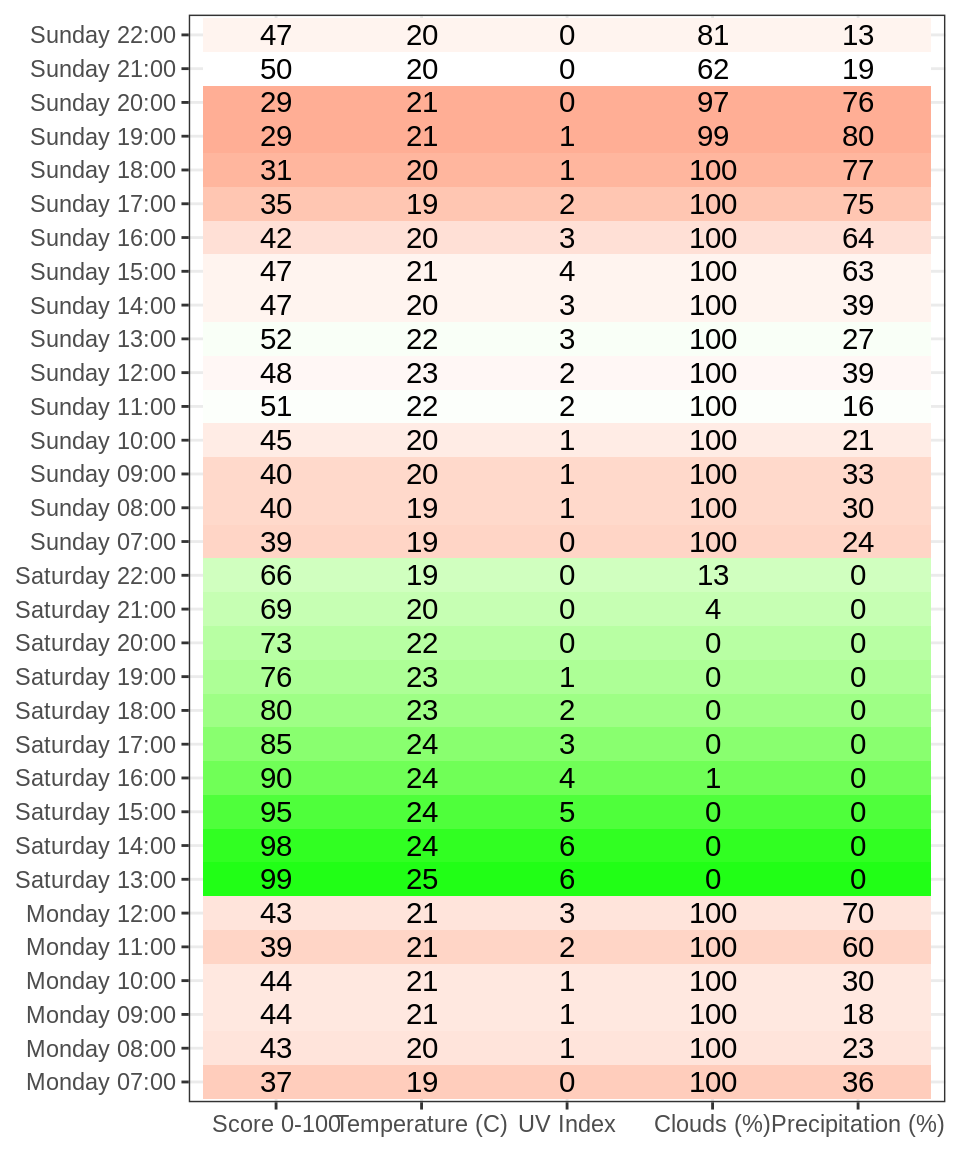 Sunday 22:00 47 20 0 81 13
Sunday 21:00 50 20 0 62 19
Sunday 20:00 29 21 0 97 76
Sunday 19:00 29 21 1 99 80
Sunday 18:00 31 20 1 100 77
Sunday 17:00 35 19 2 100 75
Sunday 16:00 42 20 3 100 64
Sunday 15:00 47 21 4 100 63
Sunday 14:00 47 20 3 100 39
Sunday 13:00 52 22 3 100 27
Sunday 12:00 48 23 2 100 39
Sunday 11:00 51 22 2 100 16
Sunday 10:00 45 20 1 100 21
Sunday 09:00 40 20 1 100 33
Sunday 08:00 40 19 1 100 30
Sunday 07:00 39 19 0 100 24
Saturday 22:00 66 19 0 13 0
Saturday 21:00 69 20 0 4 0
Saturday 20:00 73 22 0 0 0
Saturday 19:00 76 23 1 0 0
Saturday 18:00 80 23 2 0 0
Saturday 17:00 85 24 3 0 0
Saturday 16:00 90 24 4 1 0
Saturday 15:00 95 24 5 0 0
Saturday 14:00 98 24 6 0 0
Saturday 13:00 99 25 6 0 0
Monday 12:00 43 21 3 100 70
Monday 11:00 39 21 2 100 60
Monday 10:00 44 21 1 100 30
Monday 09:00 44 21 1 100 18
Monday 08:00 43 20 1 100 23
Monday 07:00 37 19 0 100 36
Score 0-100 Temperature (C) UV Index Clouds (%) Precipitation (%)